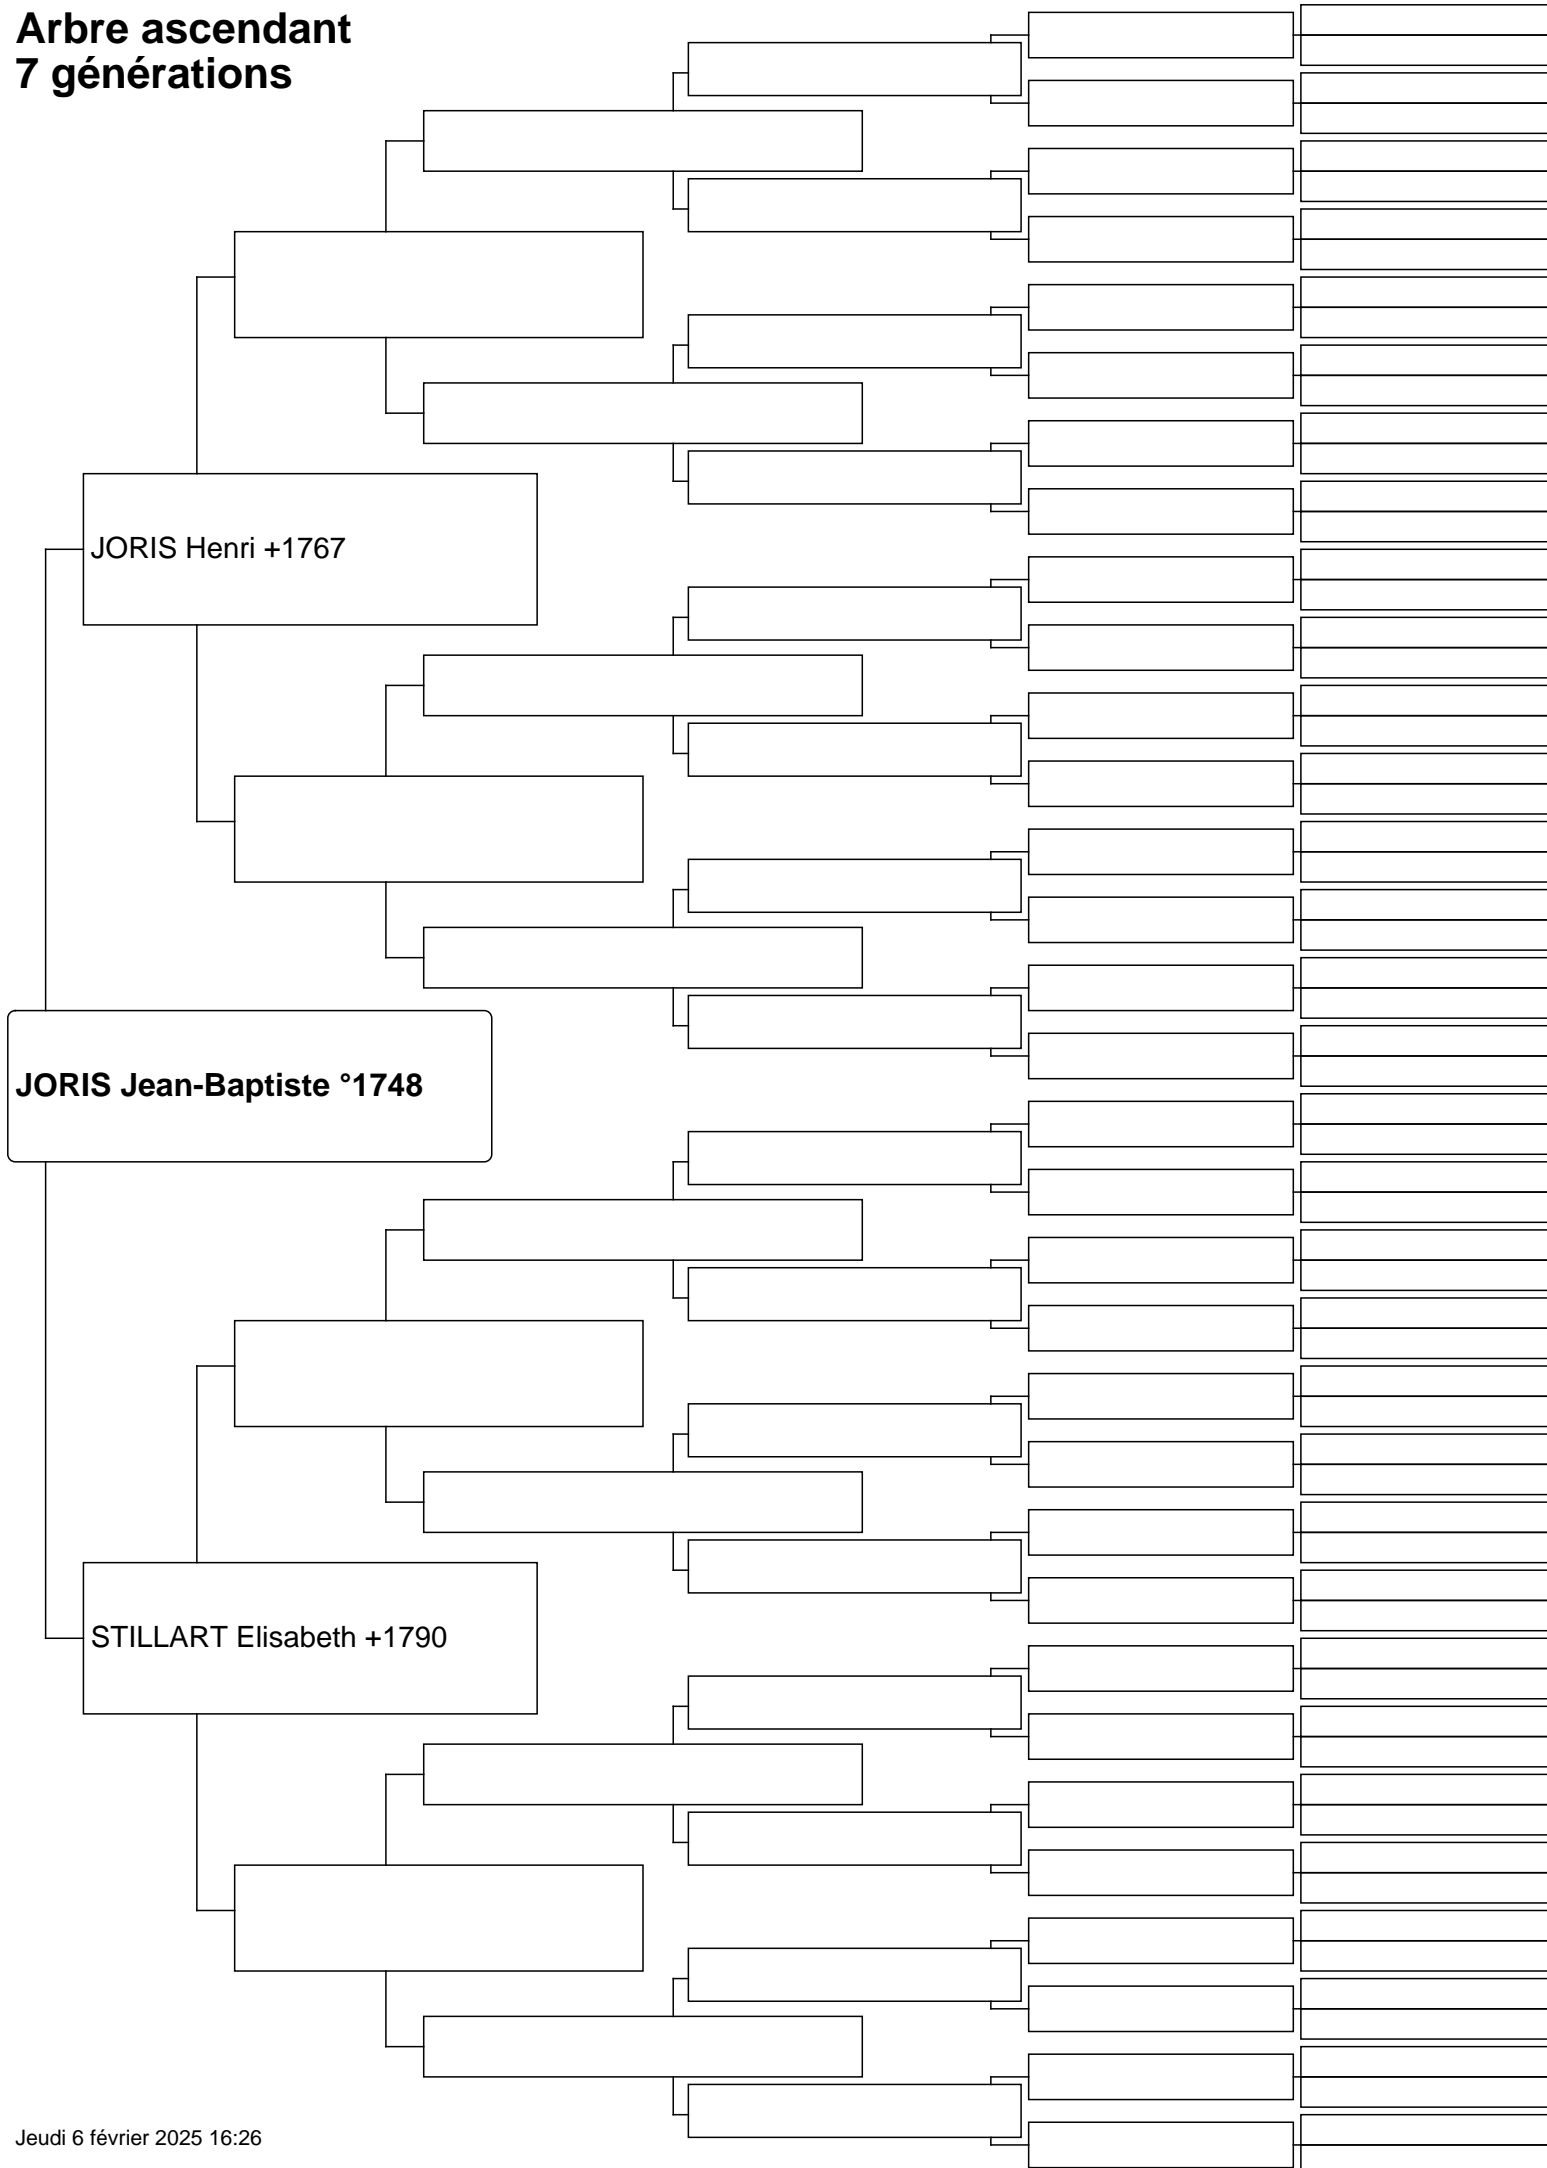 Arbre ascendant
7 générations
JORIS Henri +1767
JORIS Jean-Baptiste °1748
STILLART Elisabeth +1790
Jeudi 6 février 2025 16:26